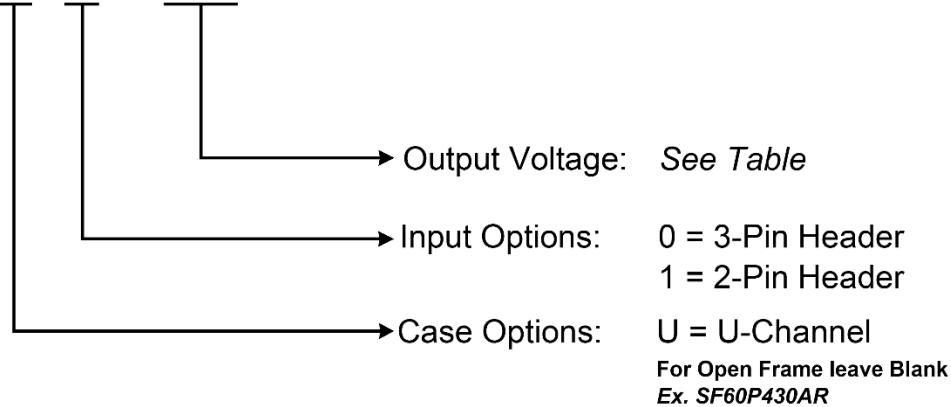 Output Voltage: See Table
Input Options: 0 = 3-Pin Header
1 = 2-Pin Header
Case Options: U = U-Channel
For Open Frame leave Blank
Ex. SF60P430AR